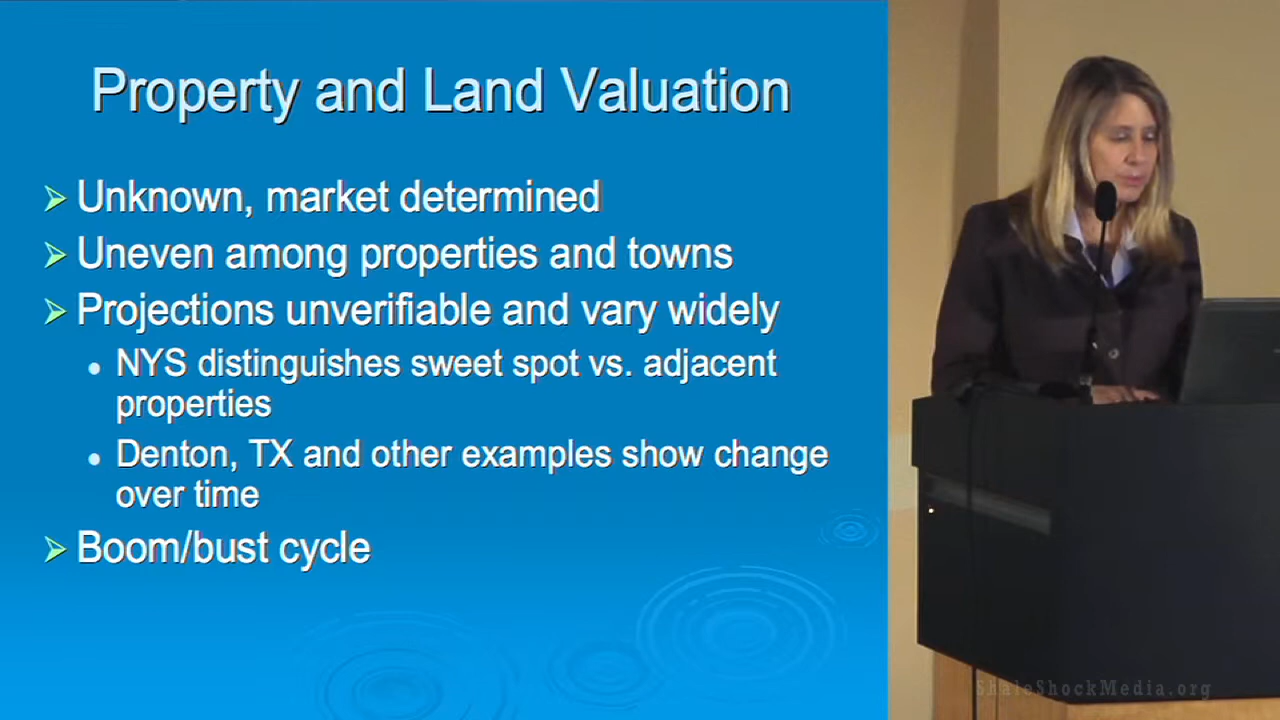 Property and Land Valuation
Unknown, market determined
Uneven among properties and towns
Projections unverifiable and vary widely
NYS distinguishes sweet spot vs. adjacent
properties
Denton, TX and other examples show change
over time
Boom/bust cycle
ShaleShockMedia.org